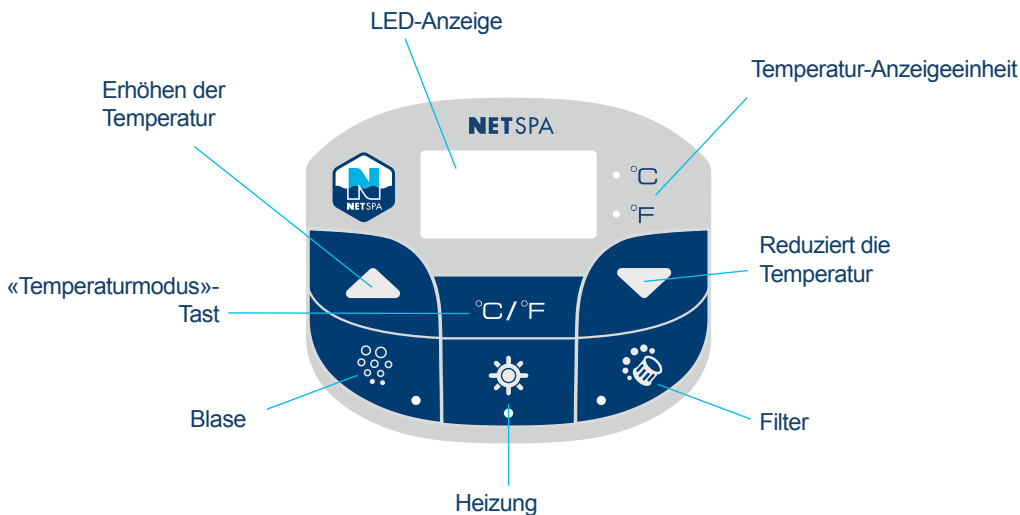 LED-Anzeige
Temperatur-Anzeigeeinheit
Erhöhen der
Temperatur
NETSPA
°C
N
NETSPA
°F
Reduziert die
Temperatur
«Temperaturmodus»-
Tast
°C/°F
Blase
Filter
Heizung